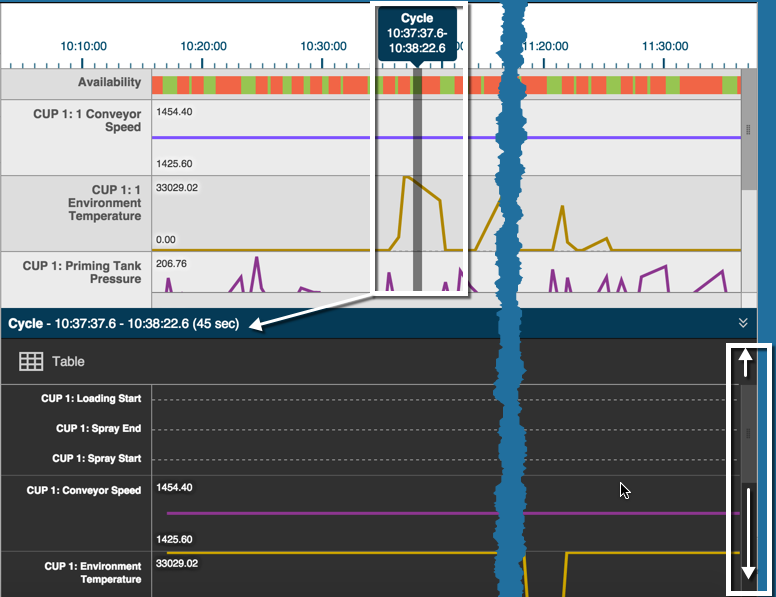 Cycle
10:37:37.6-
10:38:22.6
10:10:00 10:20:00 10:30:00 11:20:00 11:30:00
Availability
CUP 1: 1 Conveyor
Speed
1454.40
1425.60
CUP 1: 1
Environment
Temperature
33029.02
0.00
CUP 1: Priming Tank
Pressure
206.76
Cycle - 10:37:37.6 - 10:38:22.6 (45 sec)
Table
CUP 1: Loading Start
CUP 1: Spray End
CUP 1: Spray Start
CUP 1: Conveyor Speed
1454.40
1425.60
CUP 1: Environment
Temperature
33029.02